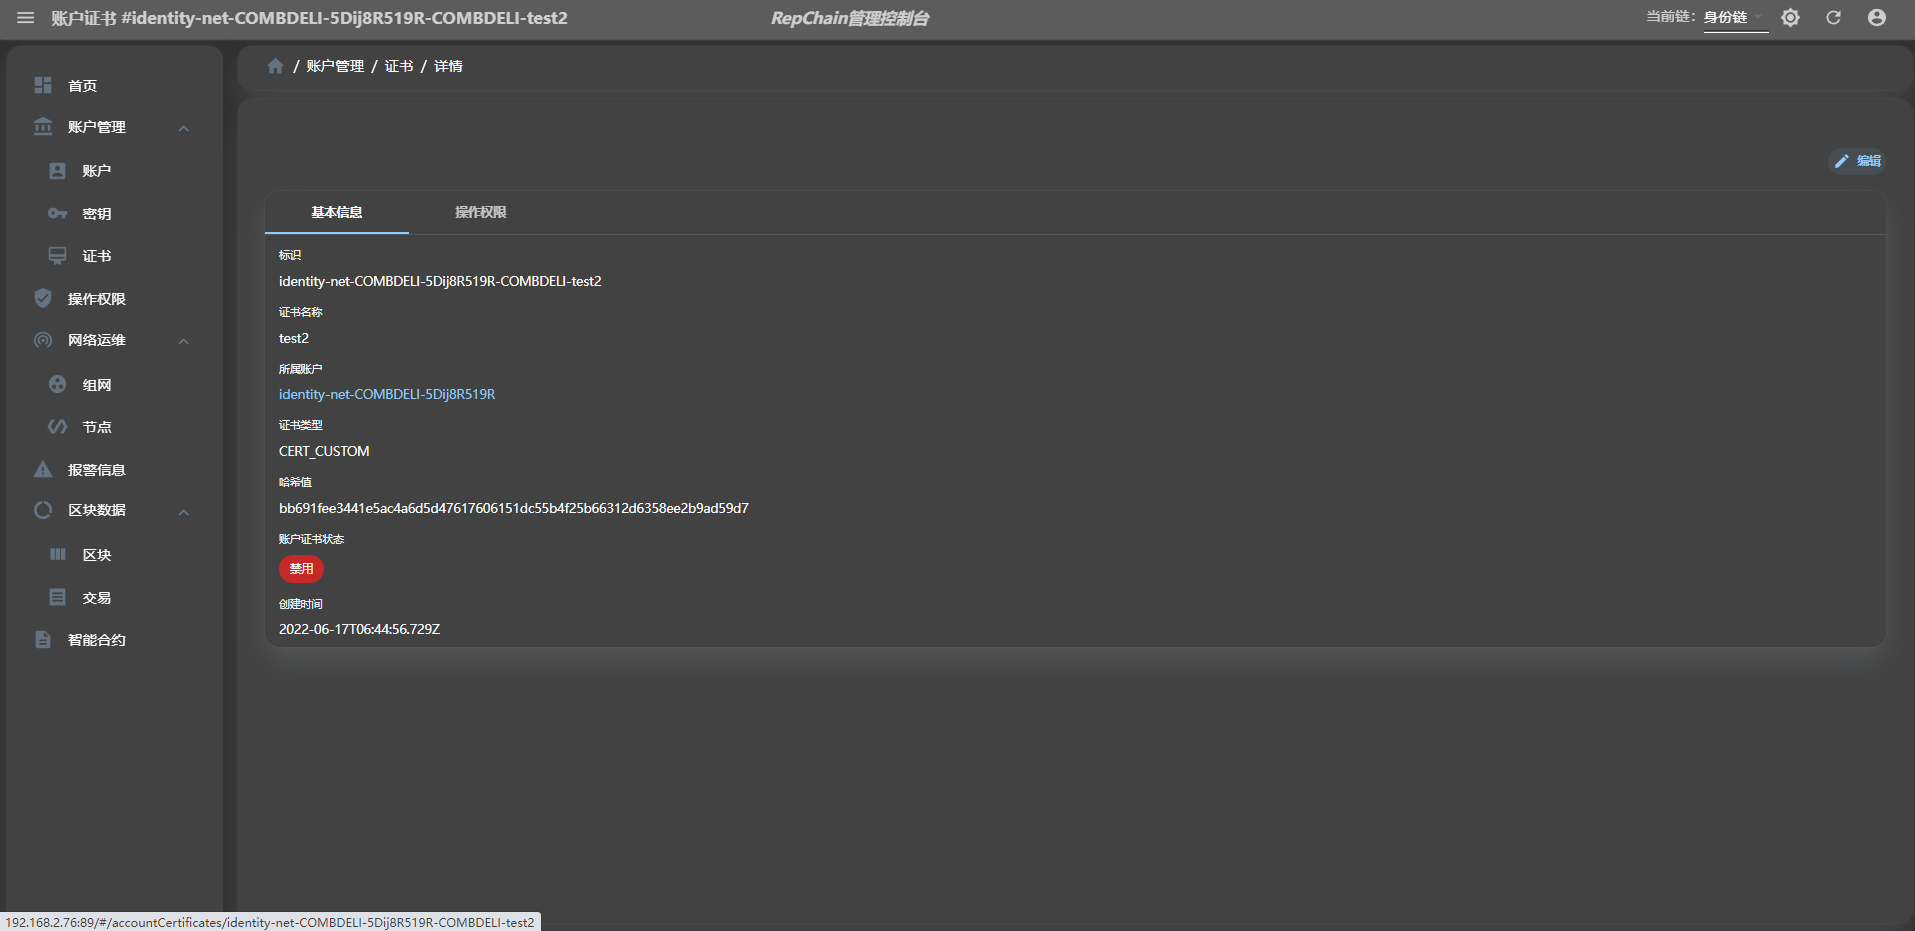 账户证书 #identity-net-COMBDELI-5Dij8R519R-COMBDELI-test2
RepChain管理控制台
当前链：身份链
首页
账户管理
账户
密钥
证书
操作权限
网络运维
组网
节点
报警信息
区块数据
区块
交易
智能合约
/ 账户管理 / 证书 / 详情
编辑
基本信息
操作权限
标识
identity-net-COMBDELI-5Dij8R519R-COMBDELI-test2
证书名称
test2
所属账户
identity-net-COMBDELI-5Dij8R519R
证书类型
CERT_CUSTOM
哈希值
bb691fee3441e5ac4a6d5d47617606151dc55b4f25b66312d6358ee2b9ad59d7
账户证书状态
禁用
创建时间
2022-06-17T06:44:56.729Z
192.168.2.76:89/#/accountCertificates/identity-net-COMBDELI-5Dij8R519R-COMBDELI-test2